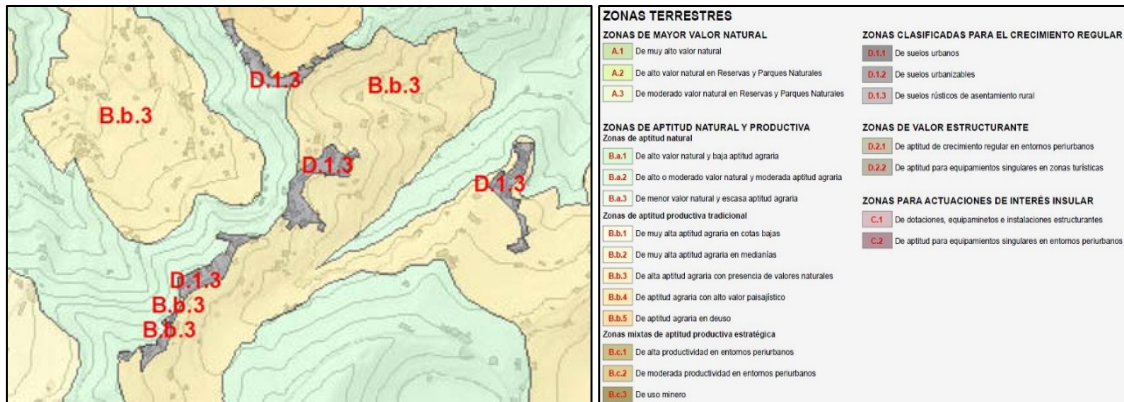 D.1.3
B.b.3
B.b.3
D.1.3
D.1.3
D.1.3
B.b.3
B.b.3
ZONAS TERRESTRES
ZONAS DE MAYOR VALOR NATURAL
A.1 De muy alto valor natural
A.2 De alto valor natural en Reservas y Parques Naturales
A.3 De moderado valor natural en Reservas y Parques Naturales
ZONAS DE APTITUD NATURAL Y PRODUCTIVA
Zonas de aptitud natural
B.a.1 De alto valor natural y baja aptitud agraria
B.a.2 De alto o moderado valor natural y moderada aptitud agraria
B.a.3 De menor valor natural y escasa aptitud agraria
Zonas de aptitud productiva tradicional
B.b.1 De muy alta aptitud agraria en cotas bajas
B.b.2 De muy alta aptitud agraria en medianías
B.b.3 De alta aptitud agraria con presencia de valores naturales
B.b.4 De aptitud agraria con alto valor paisajístico
B.b.5 De aptitud agraria en deuso
Zonas mixtas de aptitud productiva estratégica
B.c.1 De alta productividad en entornos periurbanos
B.c.2 De moderada productividad en entornos periurbanos
B.c.3 De uso minero
ZONAS CLASIFICADAS PARA EL CRECIMIENTO REGULAR
D.1.1 De suelos urbanos
D.1.2 De suelos urbanizables
D.1.3 De suelos rústicos de asentamiento rural
ZONAS DE VALOR ESTRUCTURANTE
D.2.1 De aptitud de crecimiento regular en entornos periurbanos
D.2.2 De aptitud para equipamientos singulares en zonas turísticas
ZONAS PARA ACTUACIONES DE INTERÉS INSULAR
C.1 De dotaciones, equipaminetos e instalaciones estructurantes
C.2 De aptitud para equipamientos singulares en entornos periurbanos